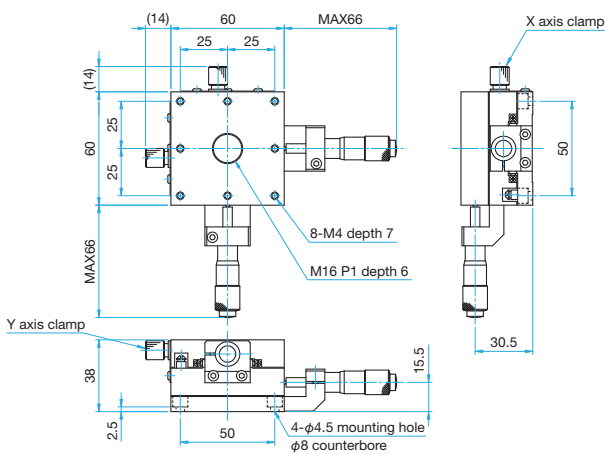 (14)
60
MAX66
X axis clamp
25
25
(14)
25
60
25
50
8-M4 depth 7
MAX66
M16 P1 depth 6
Y axis clamp
30.5
15.5
38
2.5
50
4-φ4.5 mounting hole
φ8 counterbore